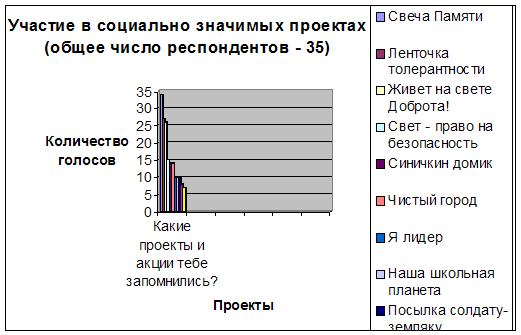 Участие в социально значимых проектах
(общее число респондентов - 35)
Количество
голосов
35
30
25
20
15
10
5
0
Какие
проекты и
акции тебе
запомнились?
Проекты
Свеча Памяти
Ленточка
толерантности
Живет на свете
Доброта!
Свет - право на
безопасность
Синичкин домик
Чистый город
Я лидер
Наша школьная
планета
Посылка солдату-
земляку